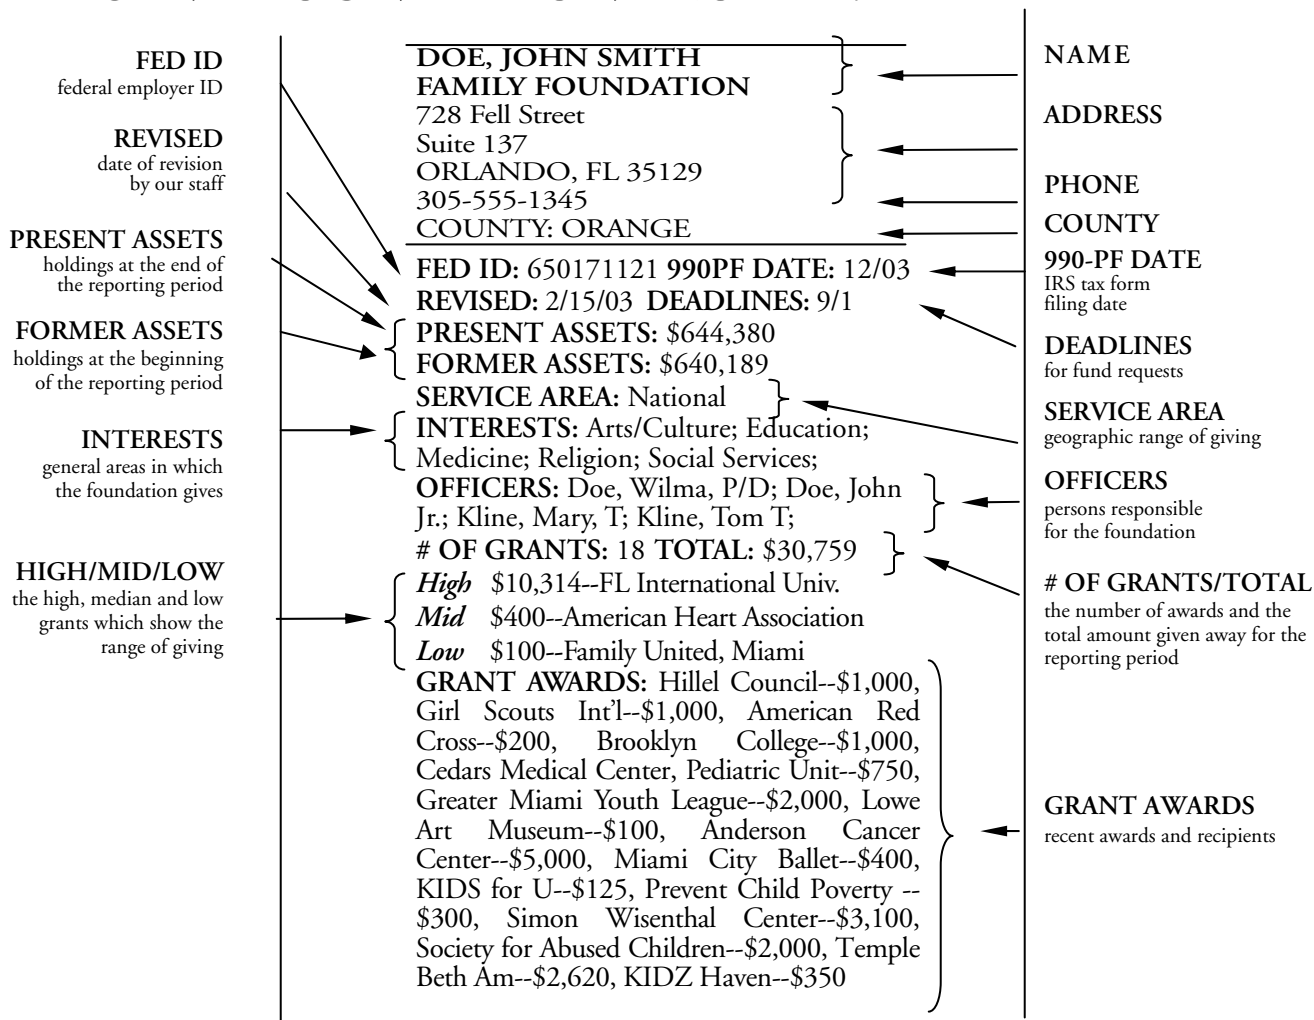 FED ID
federal employer ID
REVISED
date of revision
by our staff
PRESENT ASSETS
holdings at the end of
the reporting period
FORMER ASSETS
holdings at the beginning
of the reporting period
INTERESTS
general areas in which
the foundation gives
HIGH/MID/LOW
the high, median and low
grants which show the
range of giving
DOE, JOHN SMITH
FAMILY FOUNDATION
728 Fell Street
Suite 137
ORLANDO, FL 35129
305-555-1345
COUNTY: ORANGE
FED ID: 650171121 990PF DATE: 12/03
REVISED: 2/15/03 DEADLINES: 9/1
PRESENT ASSETS: $644,380
FORMER ASSETS: $640,189
SERVICE AREA: National
INTERESTS: Arts/Culture; Education;
Medicine; Religion; Social Services;
OFFICERS: Doe, Wilma, P/D; Doe, John
Jr.; Kline, Mary, T; Kline, Tom T;
# OF GRANTS: 18 TOTAL: $30,759
High $10,314--FL International Univ.
Mid $400--American Heart Association
Low $100--Family United, Miami
GRANT AWARDS: Hillel Council--$1,000,
Girl Scouts Int'l--$1,000, American Red
Cross--$200, Brooklyn College--$1,000,
Cedars Medical Center, Pediatric Unit--$750,
Greater Miami Youth League--$2,000, Lowe
Art Museum--$100, Anderson Cancer
Center--$5,000, Miami City Ballet--$400,
KIDS for U--$125, Prevent Child Poverty --
$300, Simon Wisenthal Center--$3,100,
Society for Abused Children--$2,000, Temple
Beth Am--$2,620, KIDZ Haven--$350
NAME
ADDRESS
PHONE
COUNTY
990-PF DATE
IRS tax form
filing date
DEADLINES
for fund requests
SERVICE AREA
geographic range of giving
OFFICERS
persons responsible
for the foundation
# OF GRANTS/TOTAL
the number of awards and the
total amount given away for the
reporting period
GRANT AWARDS
recent awards and recipients